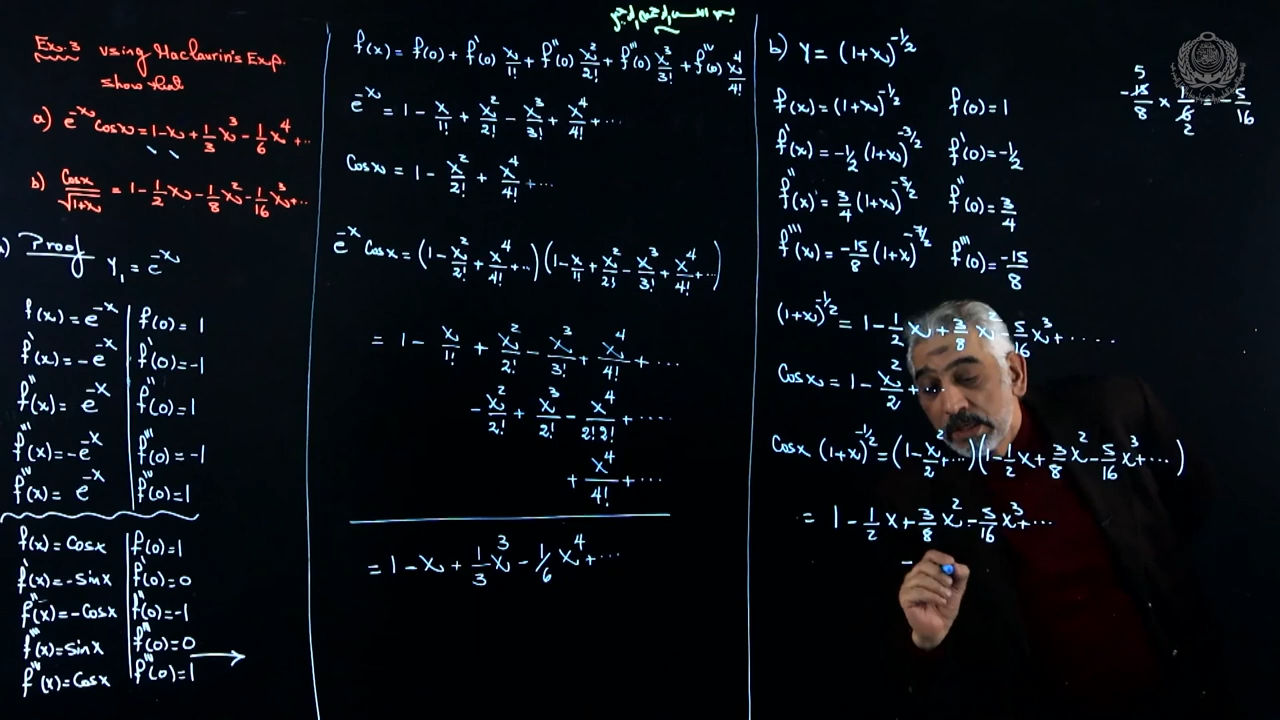 Ex. 3 using Maclaurin's Exp.
show that
a) e^{-x} cos x = 1 - x + 1/3 x^3 - 1/6 x^4 + ..
b) Cos x / √(1+x) = 1 - 1/2 x - 1/8 x^2 - 1/16 x^3 + ..
) Proof Y₁ = e^{-x}
f(x) = e^{-x} | f(0) = 1
f'(x) = -e^{-x} | f'(0) = -1
f''(x) = e^{-x} | f''(0) = 1
f'''(x) = -e^{-x} | f'''(0) = -1
f^{IV}(x) = e^{-x} | f^{IV}(0) = 1
f(x) = Cos x | f(0) = 1
f'(x) = -sin x | f'(0) = 0
f''(x) = -Cos x | f''(0) = -1
f'''(x) = sin x | f'''(0) = 0
f^{IV}(x) = Cos x | f^{IV}(0) = 1
f(x) = f(0) + f'(0) x/1! + f''(0) x^2/2! + f'''(0) x^3/3! + f^{IV}(0) x^4/4!
e^{-x} = 1 - x/1! + x^2/2! - x^3/3! + x^4/4! + ...
Cos x = 1 - x^2/2! + x^4/4! + ...
e^{-x} Cos x = (1 - x^2/2! + x^4/4! + ..) (1 - x/1! + x^2/2! - x^3/3! + x^4/4! + ..)
= 1 - x/1! + x^2/2! - x^3/3! + x^4/4! + ....
- x^2/2! + x^3/2! - x^4/2!2! + ....
+ x^4/4! + ...
= 1 - x + 1/3 x^3 - 1/6 x^4 + ...
b) Y = (1+x)^{-1/2}
f(x) = (1+x)^{-1/2} f(0) = 1
f'(x) = -1/2 (1+x)^{-3/2} f'(0) = -1/2
f''(x) = 3/4 (1+x)^{-5/2} f''(0) = 3/4
f'''(x) = -15/8 (1+x)^{-7/2} f'''(0) = -15/8
(1+x)^{-1/2} = 1 - 1/2 x + 3/8 x^2 - 5/16 x^3 + ....
Cos x = 1 - x^2/2 + ...
Cos x (1+x)^{-1/2} = (1 - x^2/2 + ...) (1 - 1/2 x + 3/8 x^2 - 5/16 x^3 + ...)
= 1 - 1/2 x + 3/8 x^2 - 5/16 x^3 + ...
-
5
-15/8 × 1/6 = -5/16
2